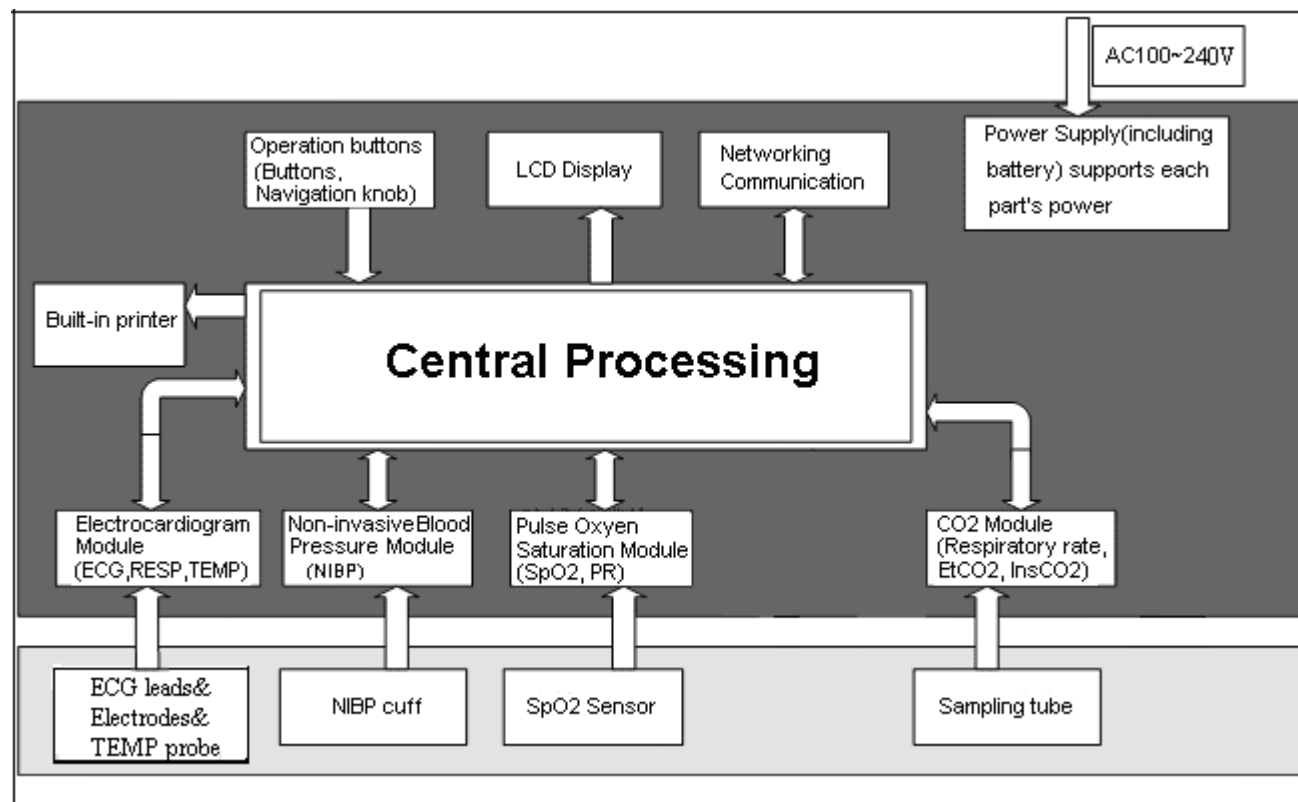 AC100~240V
Operation buttons
(Buttons,
Navigation knob)
LCD Display
Networking
Communication
Power Supply(including
battery) supports each
part's power
Built-in printer
Central Processing
Electrocardiogram
Module
(ECG,RESP,TEMP)
Non-invasive Blood
Pressure Module
(NIBP)
Pulse Oxyen
Saturation Module
(SpO2, PR)
CO2 Module
(Respiratory rate,
EtCO2, InsCO2)
ECG leads&
Electrodes&
TEMP probe
NIBP cuff
SpO2 Sensor
Sampling tube